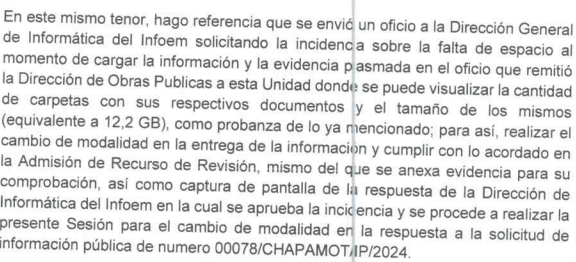 En este mismo tenor, hago referencia que se envió un oficio a la Dirección General
de Informática del Infoem solicitando la incidencia sobre la falta de espacio al
momento de cargar la información y la evidencia plasmada en el oficio que remitió
la Dirección de Obras Publicas a esta Unidad donde se puede visualizar la cantidad
de carpetas con sus respectivos documentos y el tamaño de los mismos
(equivalente a 12,2 GB), como probanza de lo ya mencionado; para así, realizar el
cambio de modalidad en la entrega de la información y cumplir con lo acordado en
la Admisión de Recurso de Revisión, mismo del que se anexa evidencia para su
comprobación, así como captura de pantalla de la respuesta de la Dirección de
Informática del Infoem en la cual se aprueba la incidencia y se procede a realizar la
presente Sesión para el cambio de modalidad en la respuesta a la solicitud de
información pública de numero 00078/CHAPAMOT/IP/2024.